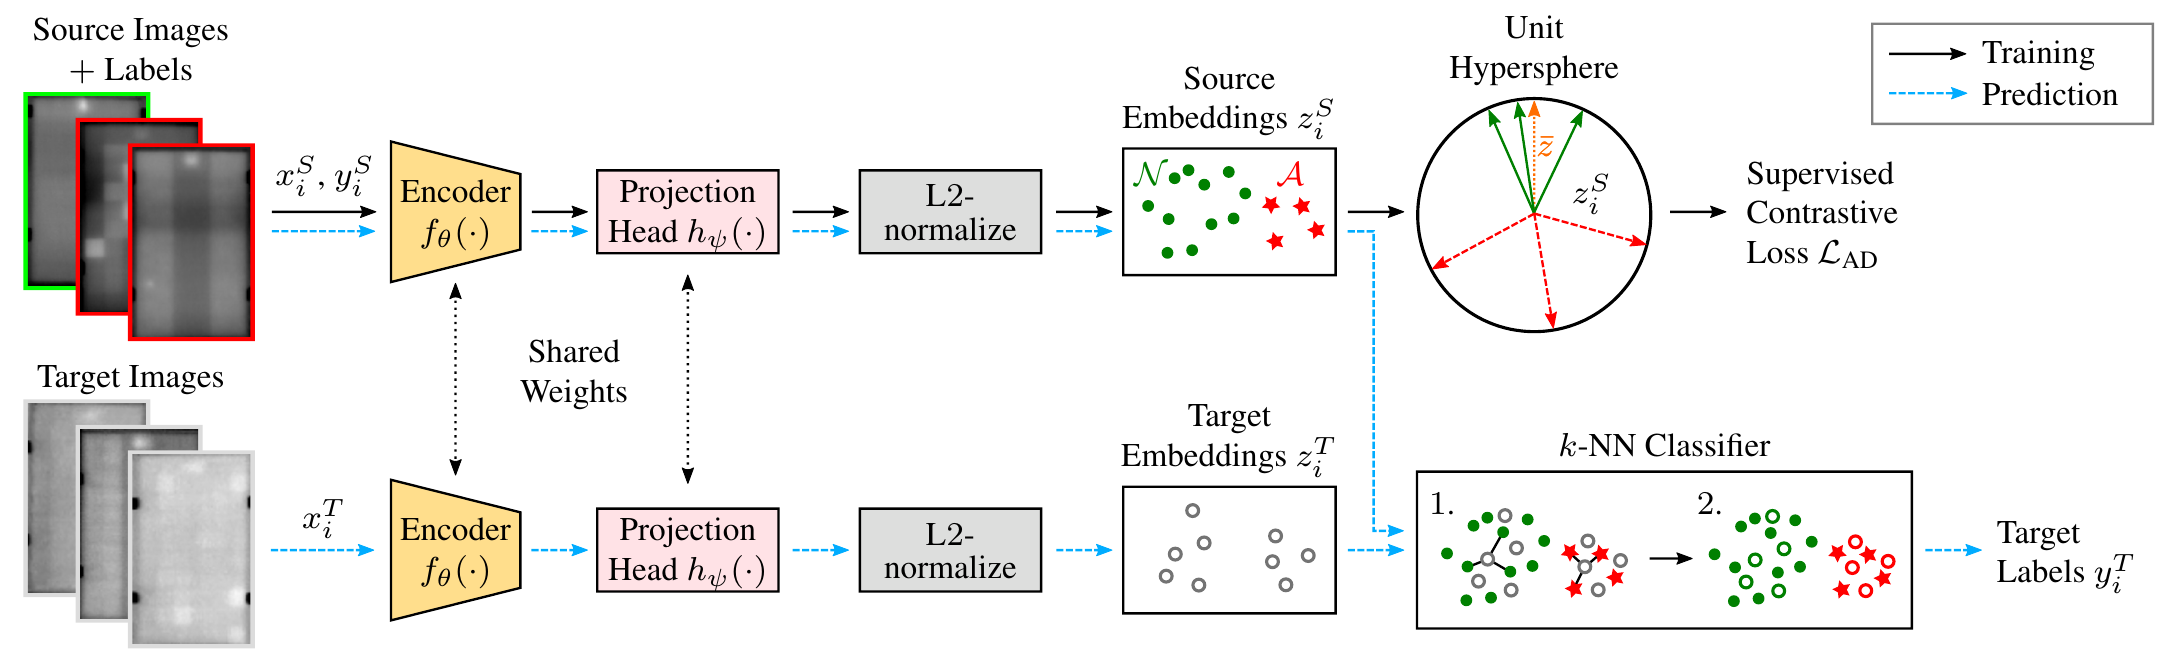 Source Images
+ Labels
$x_i^S, y_i^S$
Encoder
$f_\theta(\cdot)$
Projection
Head $h_\psi(\cdot)$
L2-
normalize
Source
Embeddings $z_i^S$
$\mathcal{N}$
$\mathcal{A}$
Unit
Hypersphere
$\bar{z}$
$z_i^S$
Supervised
Contrastive
Loss $\mathcal{L}_{\mathrm{AD}}$
Training
Prediction
Shared
Weights
Target Images
$x_i^T$
Encoder
$f_\theta(\cdot)$
Projection
Head $h_\psi(\cdot)$
L2-
normalize
Target
Embeddings $z_i^T$
$k$-NN Classifier
1.
2.
Target
Labels $y_i^T$